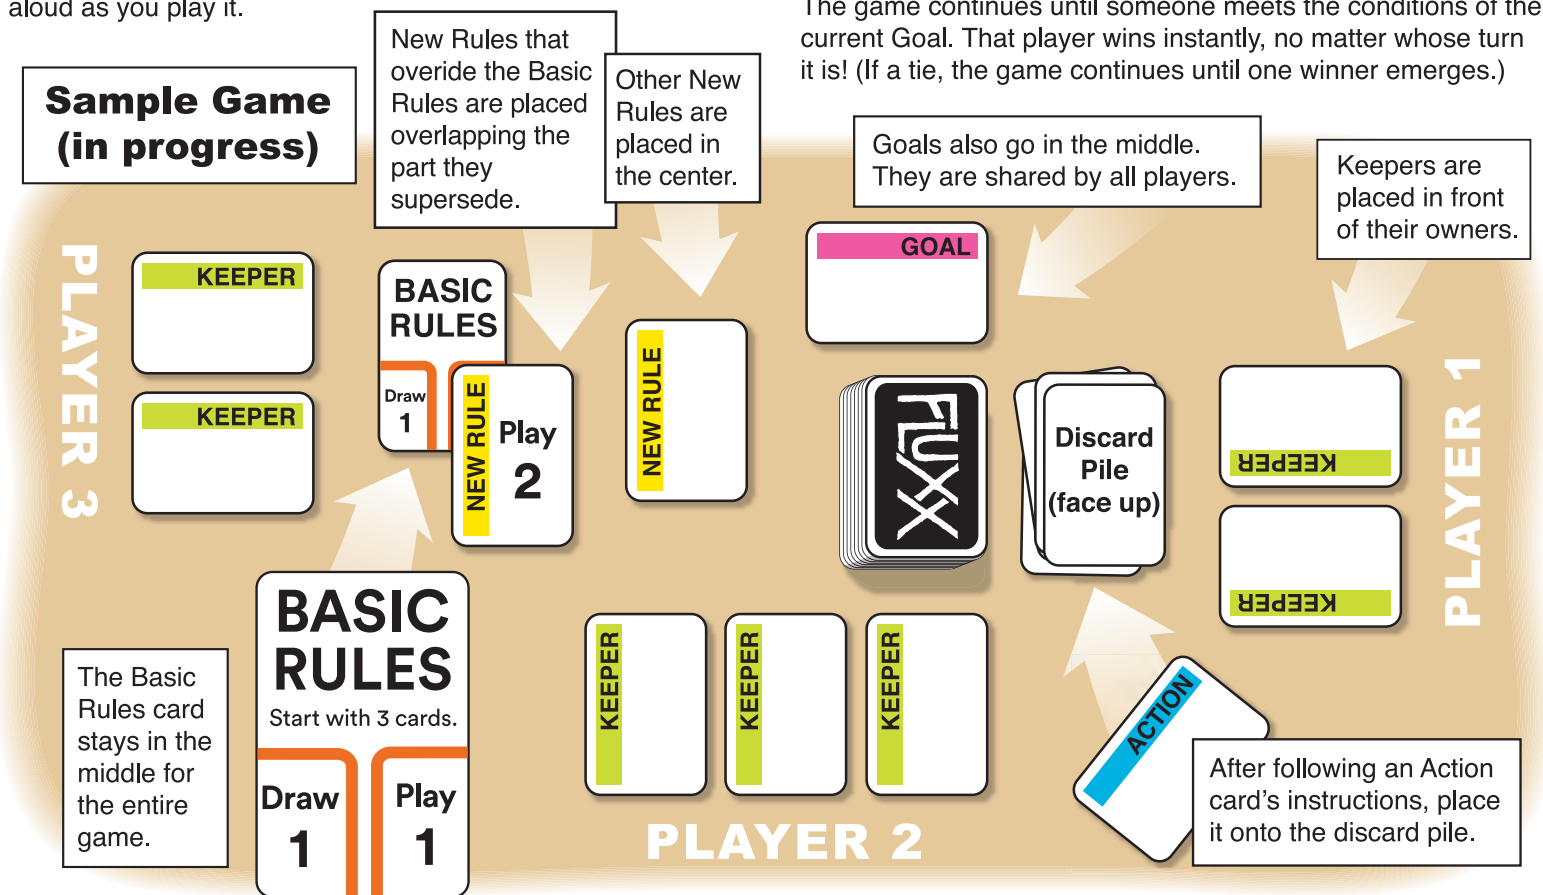 aloud as you play it.
The game continues until someone meets the conditions of the
current Goal. That player wins instantly, no matter whose turn
it is! (If a tie, the game continues until one winner emerges.)
Sample Game
(in progress)
New Rules that
overide the Basic
Rules are placed
overlapping the
part they
supersede.
Other New
Rules are
placed in
the center.
Goals also go in the middle.
They are shared by all players.
Keepers are
placed in front
of their owners.
PLAYER 3
KEEPER
KEEPER
BASIC
RULES
Draw
1
NEW RULE
Play
2
NEW RULE
GOAL
FLUXX
Discard
Pile
(face up)
KEEPER
KEEPER
PLAYER 1
The Basic
Rules card
stays in the
middle for
the entire
game.
BASIC
RULES
Start with 3 cards.
Draw
1
Play
1
KEEPER
KEEPER
KEEPER
PLAYER 2
ACTION
After following an Action
card's instructions, place
it onto the discard pile.